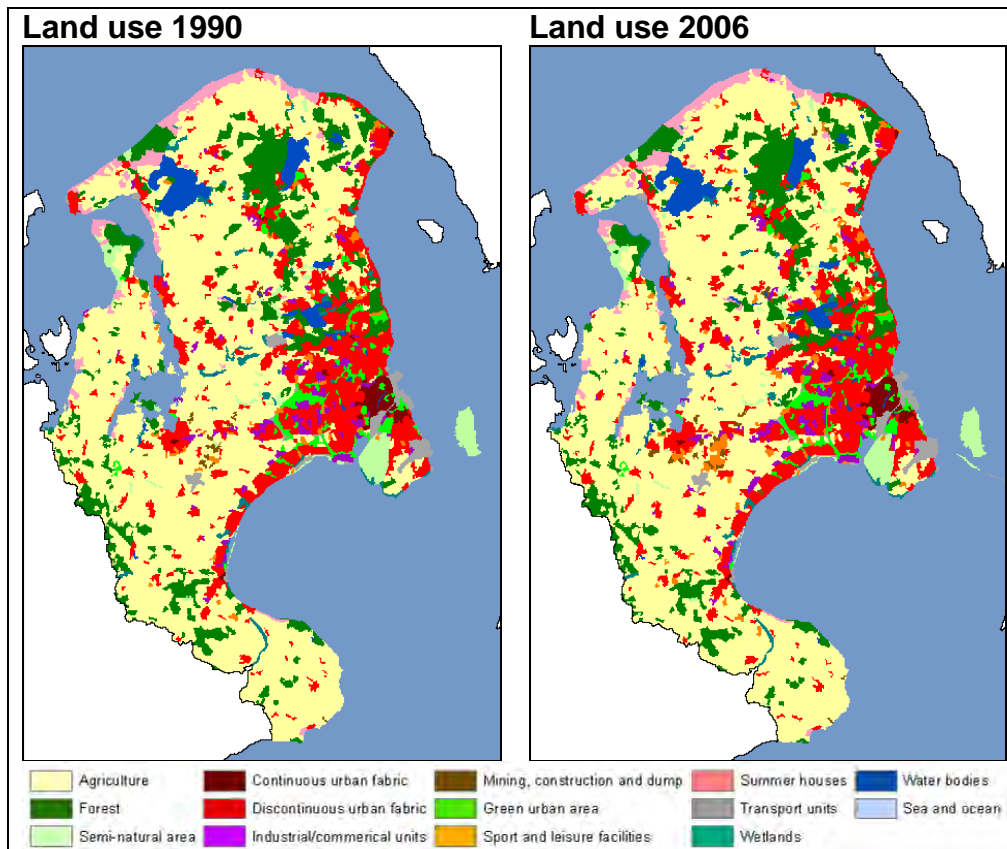 Land use 1990
Land use 2006
Agriculture
Continuous urban fabric
Mining, construction and dump
Summer houses
Water bodies
Forest
Discontinuous urban fabric
Green urban area
Transport units
Sea and ocean
Semi-natural area
Industrial/commerical units
Sport and leisure facilities
Wetlands